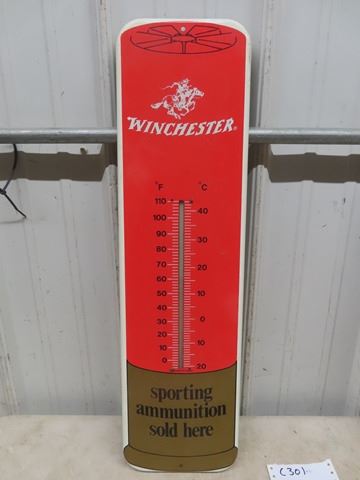 WINCHESTER®
°F °C
110
100 40
90
80 30
70 20
60
50 10
40
30 0
20
10 10
0
20
sporting
ammunition
sold here
C301